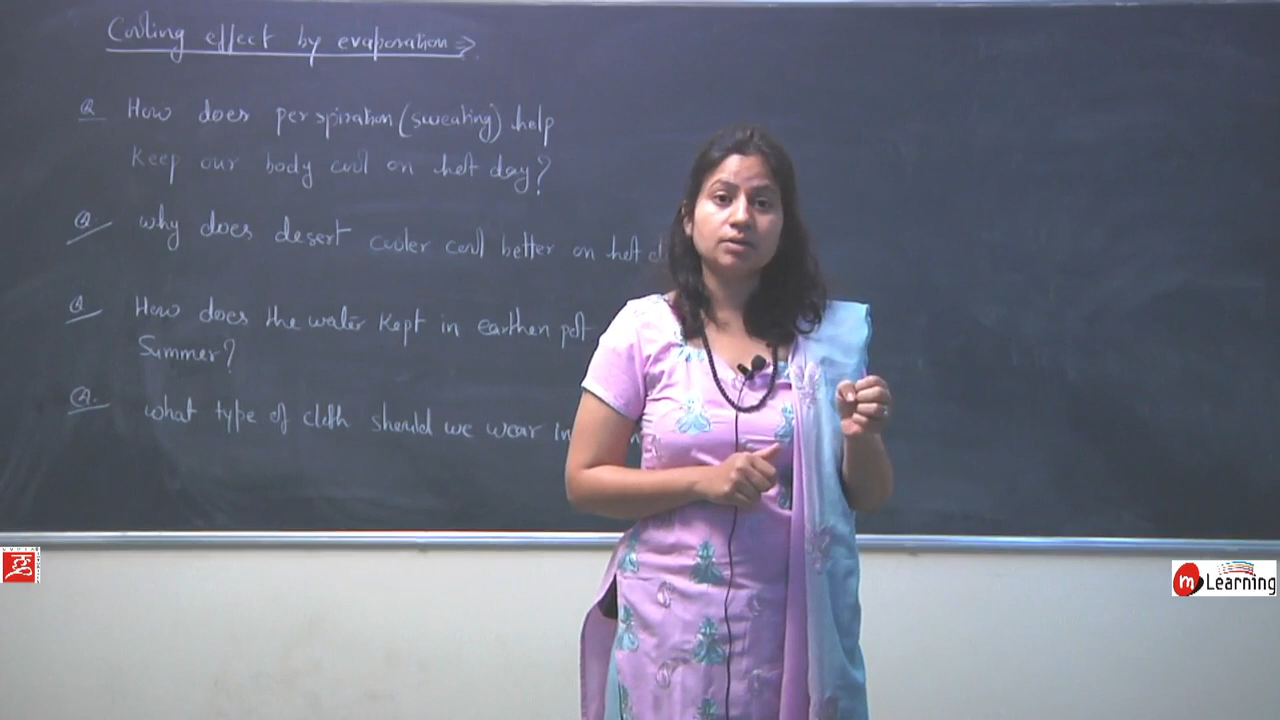 Cooling effect by evaporation ⇒
Q How does perspiration (sweating) help
keep our body cool on hot day?
Q. why does desert cooler cool better on hot d
Q How does the water kept in earthen pot
Summer?
Q. what type of cloth should we wear in
m Learning